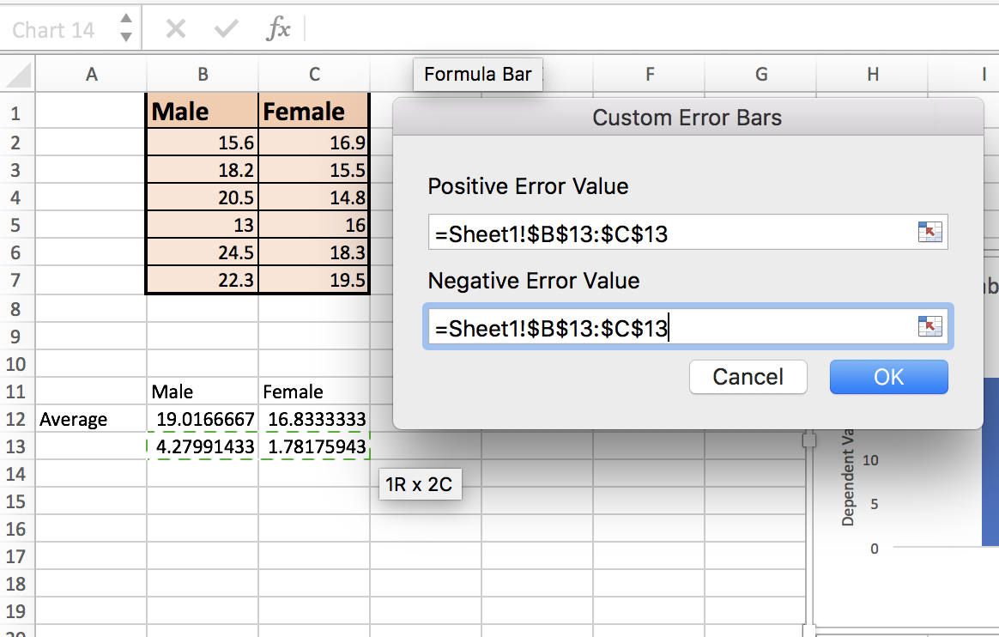 Chart 14 fx
A B C F G H I
Formula Bar
Custom Error Bars
1 Male Female
2 15.6 16.9
3 18.2 15.5
4 20.5 14.8
5 13 16
6 24.5 18.3
7 22.3 19.5
8
9
10
11 Male Female
12 Average 19.0166667 16.8333333
13 4.27991433 1.78175943
14
15
16
17
18
19
Positive Error Value
=Sheet1!$B$13:$C$13
Negative Error Value
=Sheet1!$B$13:$C$13
Cancel OK
1R x 2C
Dependent Va
10
5
0